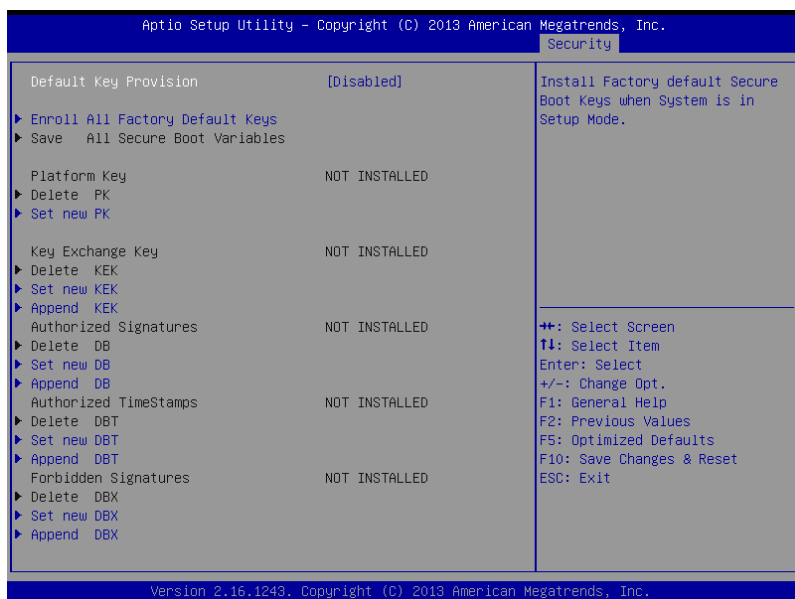 Aptio Setup Utility – Copyright (C) 2013 American Megatrends, Inc.
Security
Default Key Provision [Disabled]
Enroll All Factory Default Keys
Save All Secure Boot Variables
Platform Key NOT INSTALLED
Delete PK
Set new PK
Key Exchange Key NOT INSTALLED
Delete KEK
Set new KEK
Append KEK
Authorized Signatures NOT INSTALLED
Delete DB
Set new DB
Append DB
Authorized TimeStamps NOT INSTALLED
Delete DBT
Set new DBT
Append DBT
Forbidden Signatures NOT INSTALLED
Delete DBX
Set new DBX
Append DBX
Install Factory default Secure
Boot Keys when System is in
Setup Mode.
→←: Select Screen
↑↓: Select Item
Enter: Select
+/-: Change Opt.
F1: General Help
F2: Previous Values
F5: Optimized Defaults
F10: Save Changes & Reset
ESC: Exit
Version 2.16.1243. Copyright (C) 2013 American Megatrends, Inc.